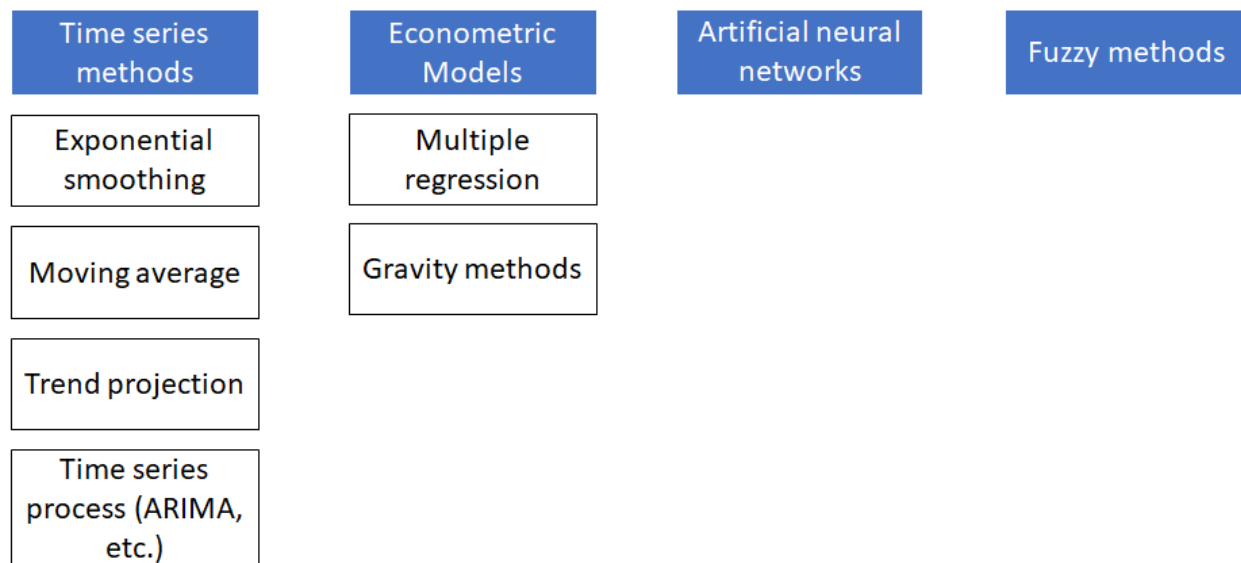 Time series
methods
Econometric
Models
Artificial neural
networks
Fuzzy methods
Exponential
smoothing
Multiple
regression
Moving average
Gravity methods
Trend projection
Time series
process (ARIMA,
etc.)